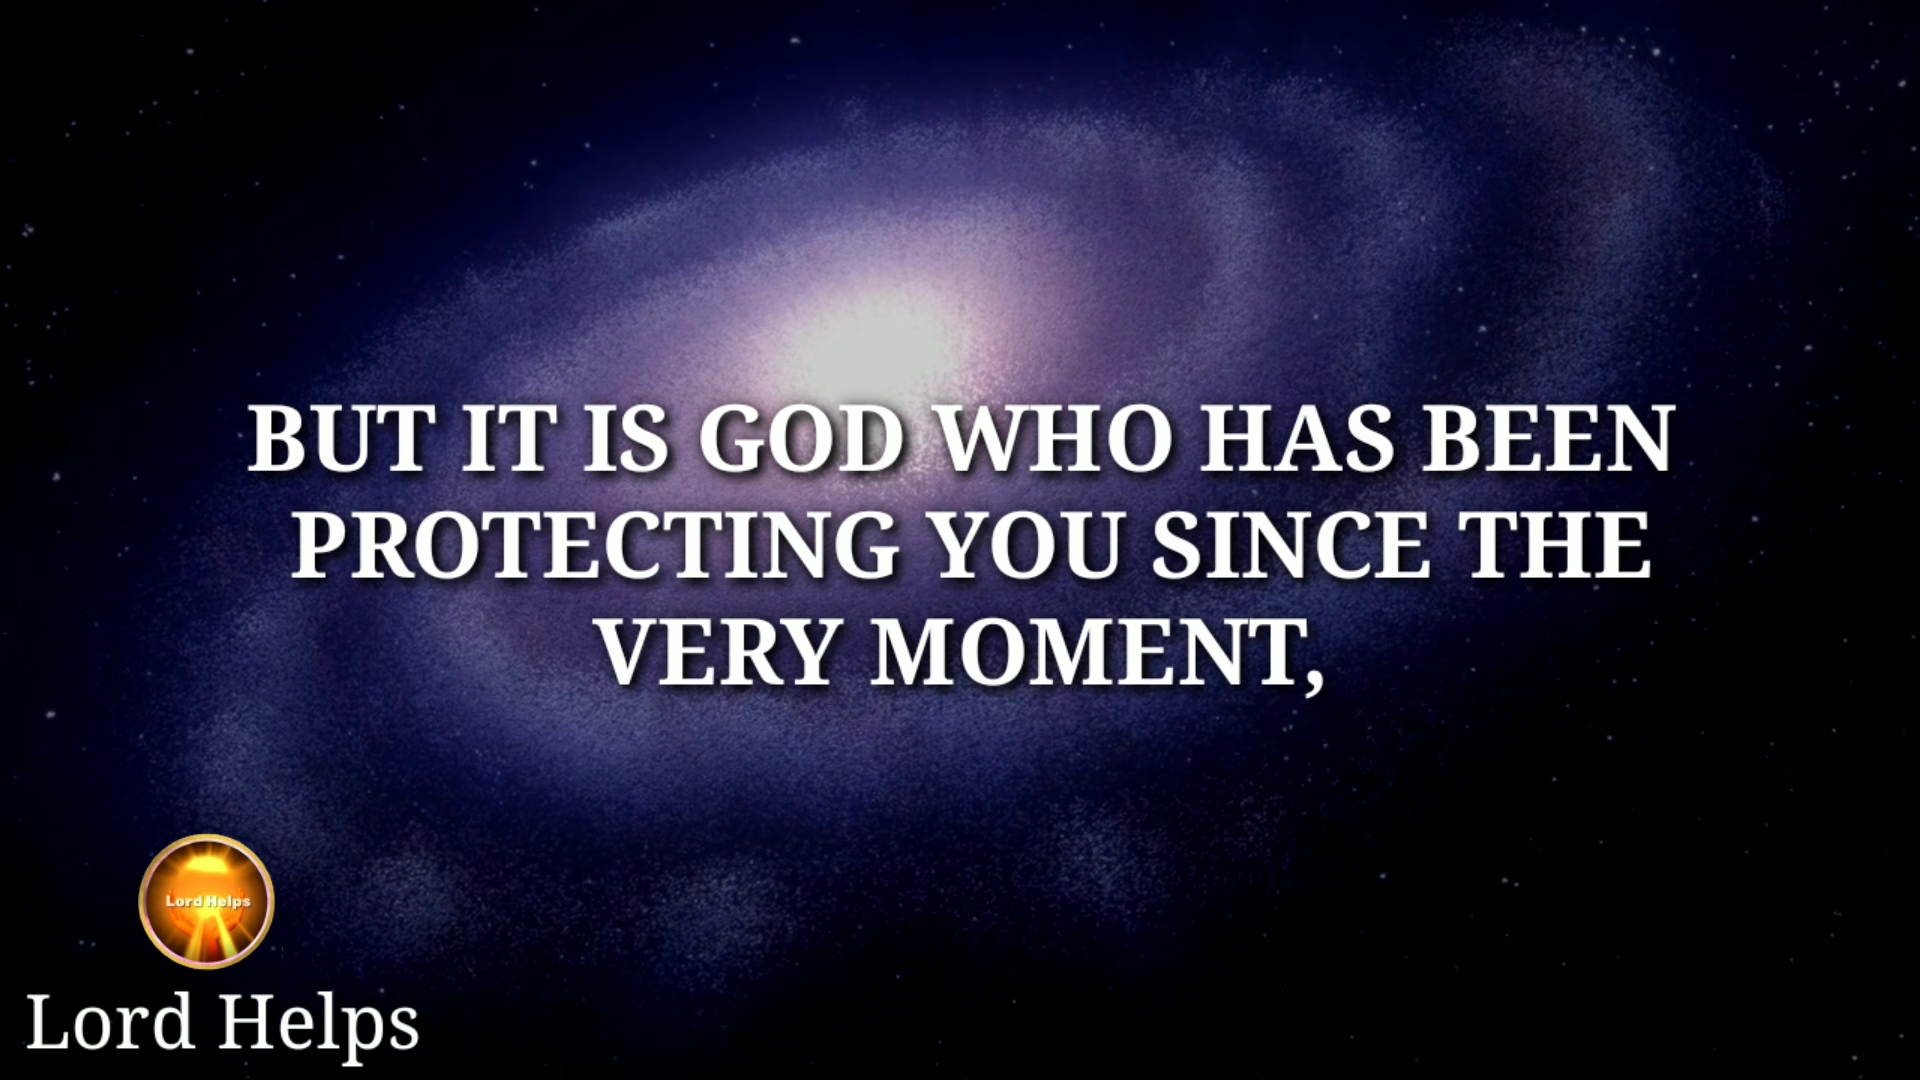 BUT IT IS GOD WHO HAS BEEN
PROTECTING YOU SINCE THE
VERY MOMENT,
Lord Helps
Lord Helps